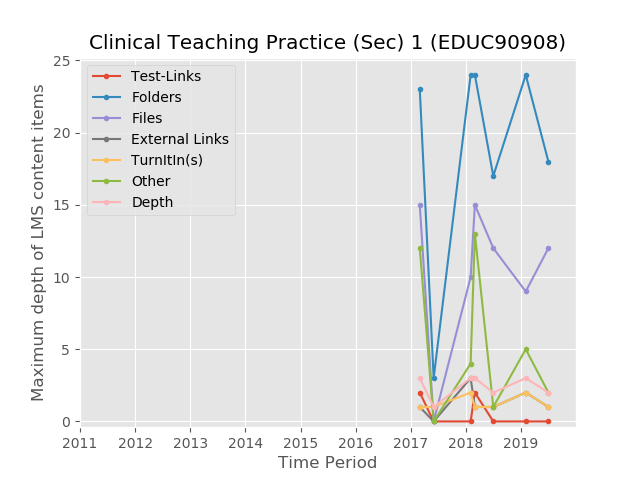 Clinical Teaching Practice (Sec) 1 (EDUC90908)
Maximum depth of LMS content items
25
20
15
10
5
0
Test-Links
Folders
Files
External Links
TurnItIn(s)
Other
Depth
2011 2012 2013 2014 2015 2016 2017 2018 2019
Time Period